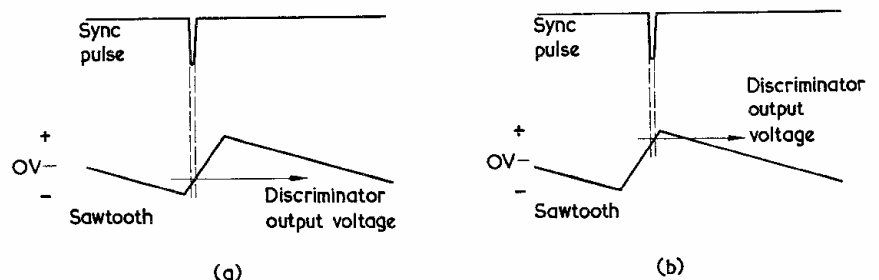 Sync
pulse
+
OV—
−
Sawtooth
Discriminator
output voltage
(a)
Sync
pulse
+
OV—
−
Sawtooth
Discriminator
output
voltage
(b)